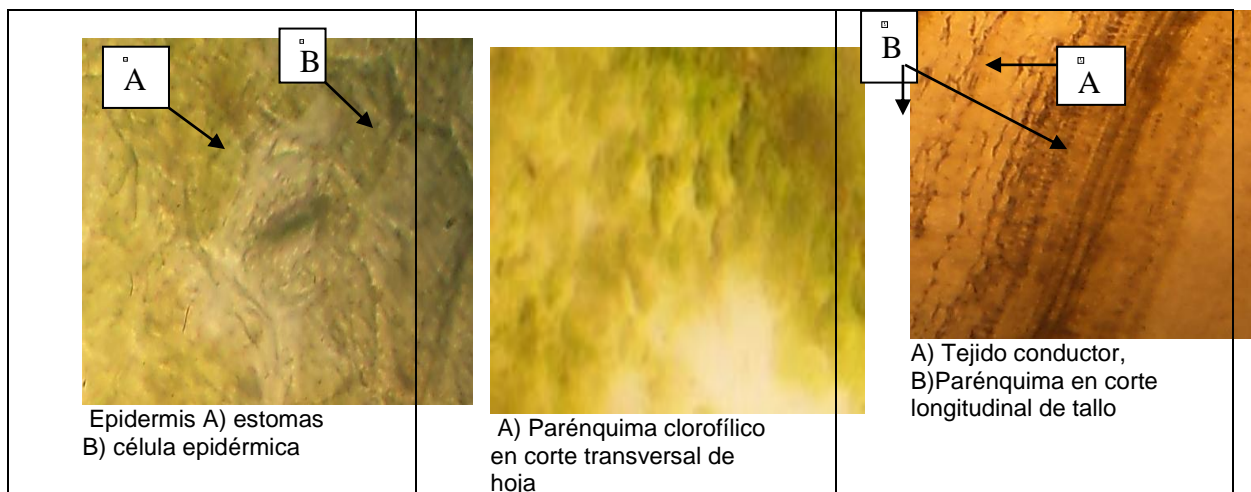 A
B
Epidermis A) estomas
B) célula epidérmica
A) Parénquima clorofílico
en corte transversal de
hoja
B
A
A) Tejido conductor,
B)Parénquima en corte
longitudinal de tallo